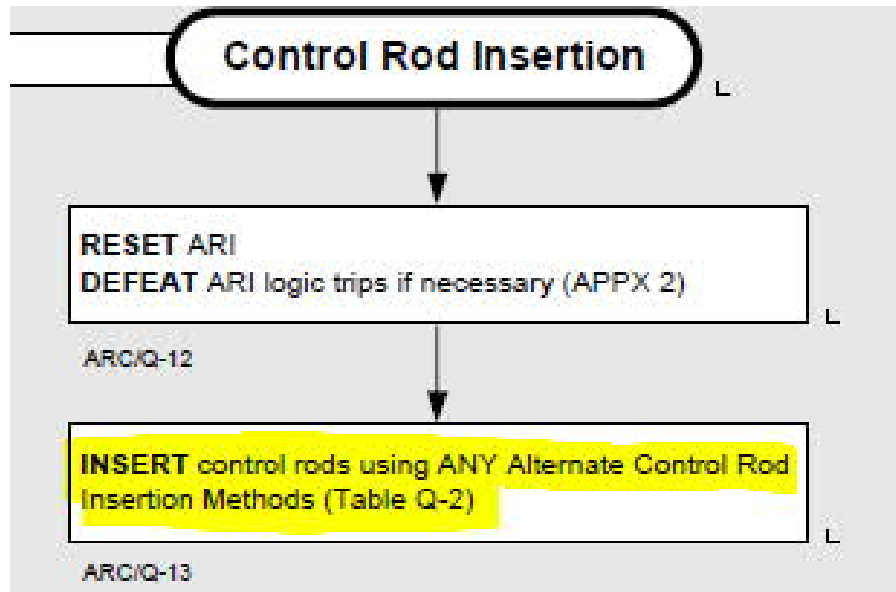 Control Rod Insertion
RESET ARI
DEFEAT ARI logic trips if necessary (APPX 2)
ARC/Q-12
INSERT control rods using ANY Alternate Control Rod
Insertion Methods (Table Q-2)
ARC/Q-13